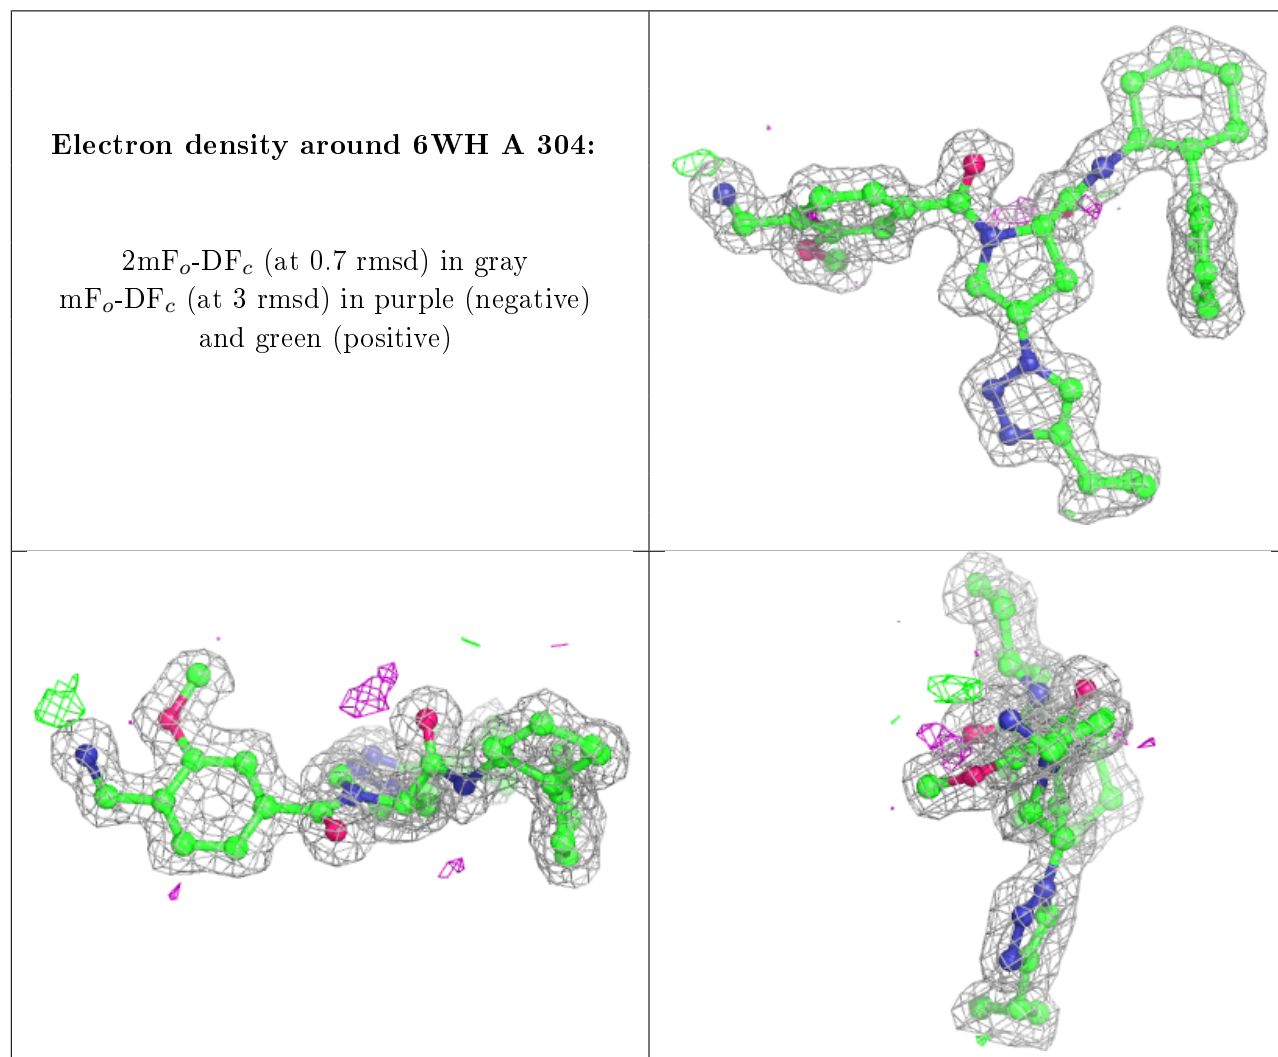 Electron density around 6WH A 304:
2mFₒ-DF𝒸 (at 0.7 rmsd) in gray
mFₒ-DF𝒸 (at 3 rmsd) in purple (negative)
and green (positive)